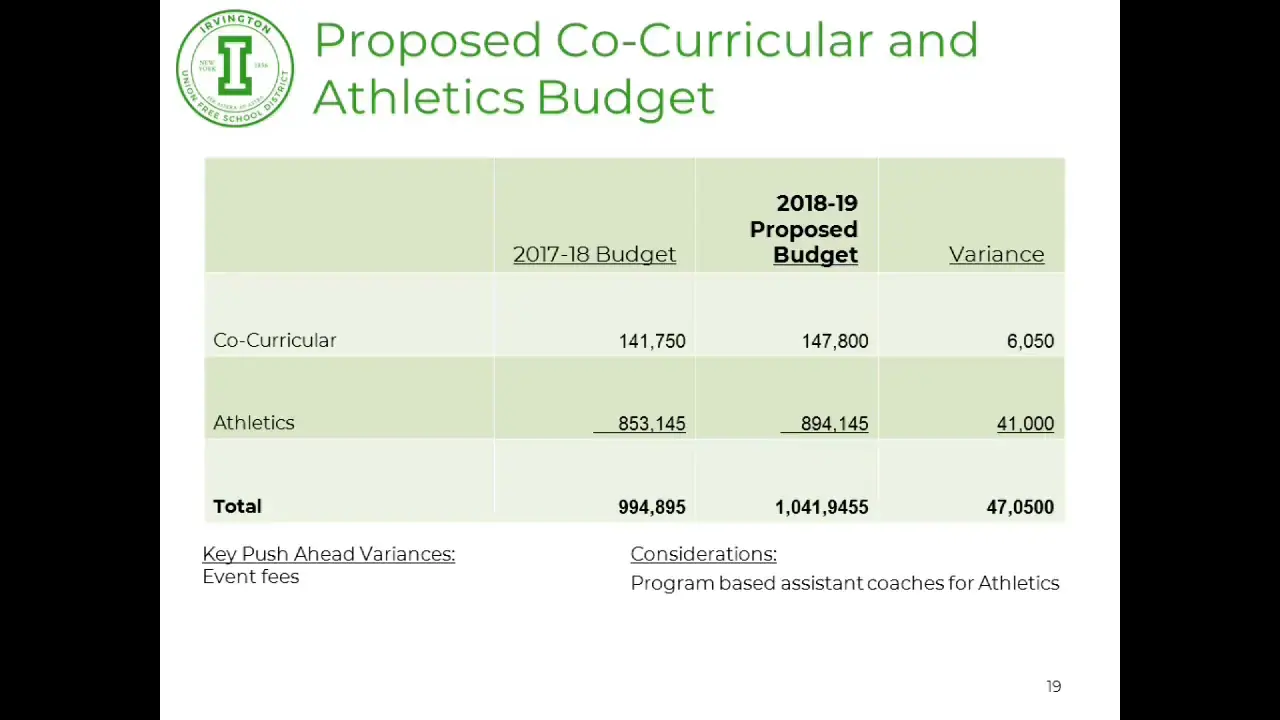 IRVINGTON
NEW YORK
1838
UNION FREE SCHOOL DISTRICT
Proposed Co-Curricular and
Athletics Budget
2017-18 Budget
2018-19
Proposed
Budget
Variance
Co-Curricular 141,750 147,800 6,050
Athletics 853,145 894,145 41,000
Total 994,895 1,041,9455 47,0500
Key Push Ahead Variances:
Event fees
Considerations:
Program based assistant coaches for Athletics
19